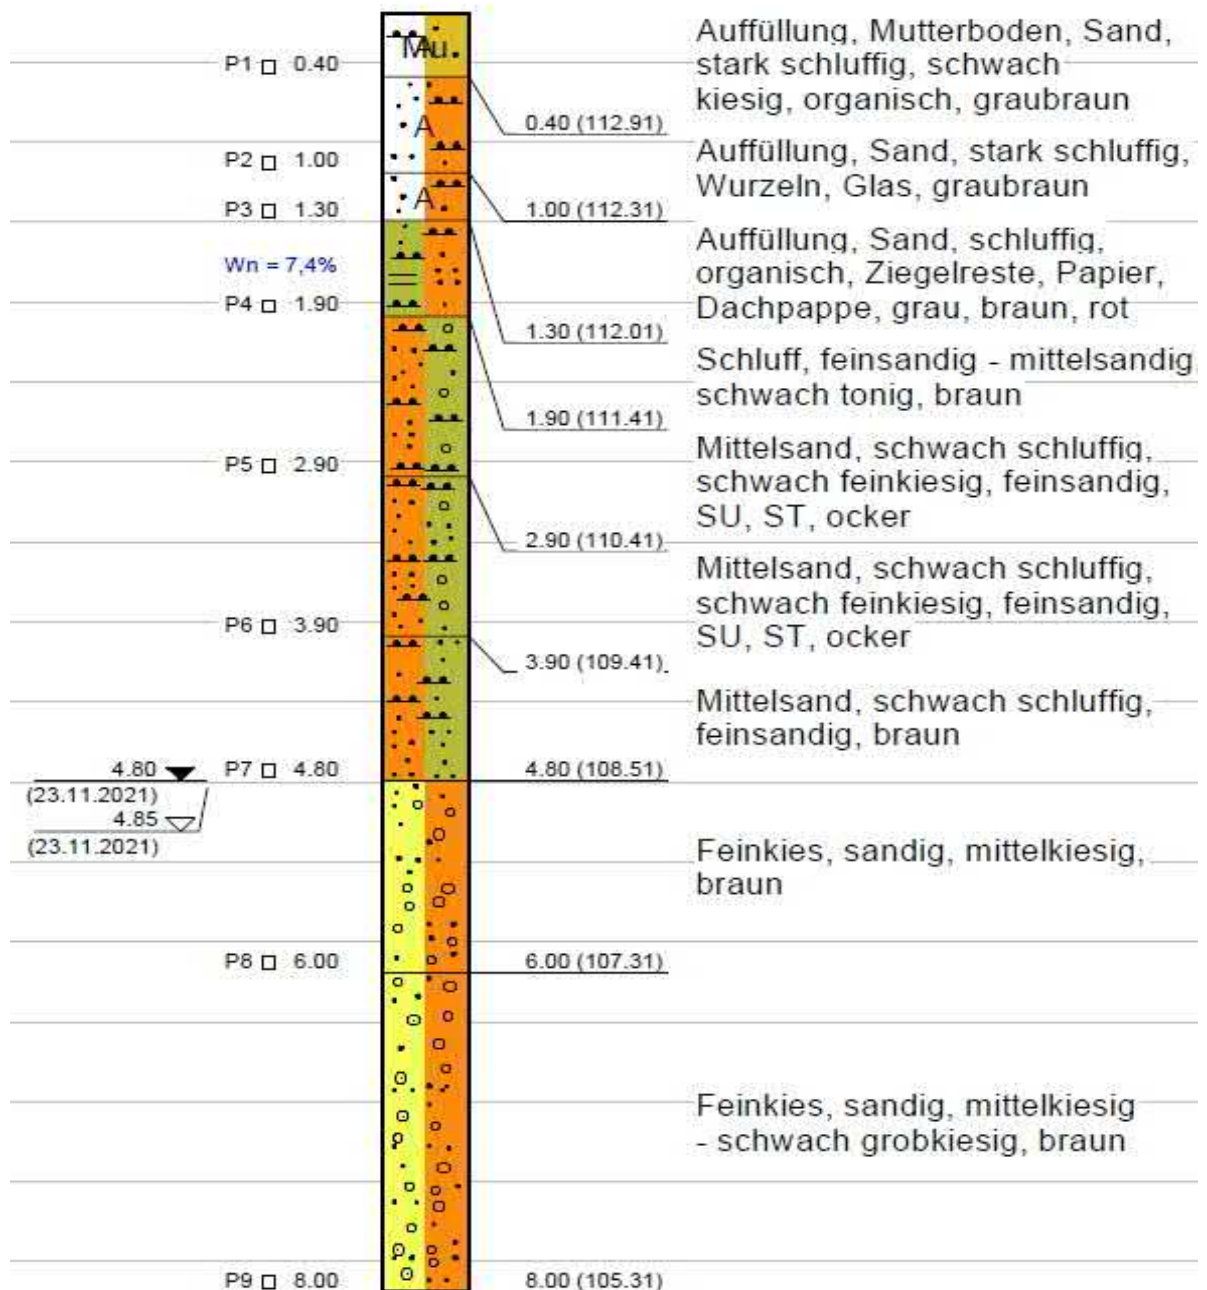 Auffüllung, Mutterboden, Sand,
stark schluffig, schwach
kiesig, organisch, graubraun
Mu
A
P1 0.40
0.40 (112.91)
Auffüllung, Sand, stark schluffig,
Wurzeln, Glas, graubraun
A
P2 1.00
1.00 (112.31)
A
P3 1.30
Auffüllung, Sand, schluffig,
organisch, Ziegelreste, Papier,
Dachpappe, grau, braun, rot
Wn = 7,4%
P4 1.90
1.30 (112.01)
Schluff, feinsandig - mittelsandig
schwach tonig, braun
1.90 (111.41)
Mittelsand, schwach schluffig,
schwach feinkiesig, feinsandig,
SU, ST, ocker
P5 2.90
2.90 (110.41)
Mittelsand, schwach schluffig,
schwach feinkiesig, feinsandig,
SU, ST, ocker
P6 3.90
3.90 (109.41)
Mittelsand, schwach schluffig,
feinsandig, braun
4.80
(23.11.2021)
P7 4.80
4.80 (108.51)
4.85
(23.11.2021)
Feinkies, sandig, mittelkiesig,
braun
P8 6.00
6.00 (107.31)
Feinkies, sandig, mittelkiesig
- schwach grobkiesig, braun
P9 8.00
8.00 (105.31)